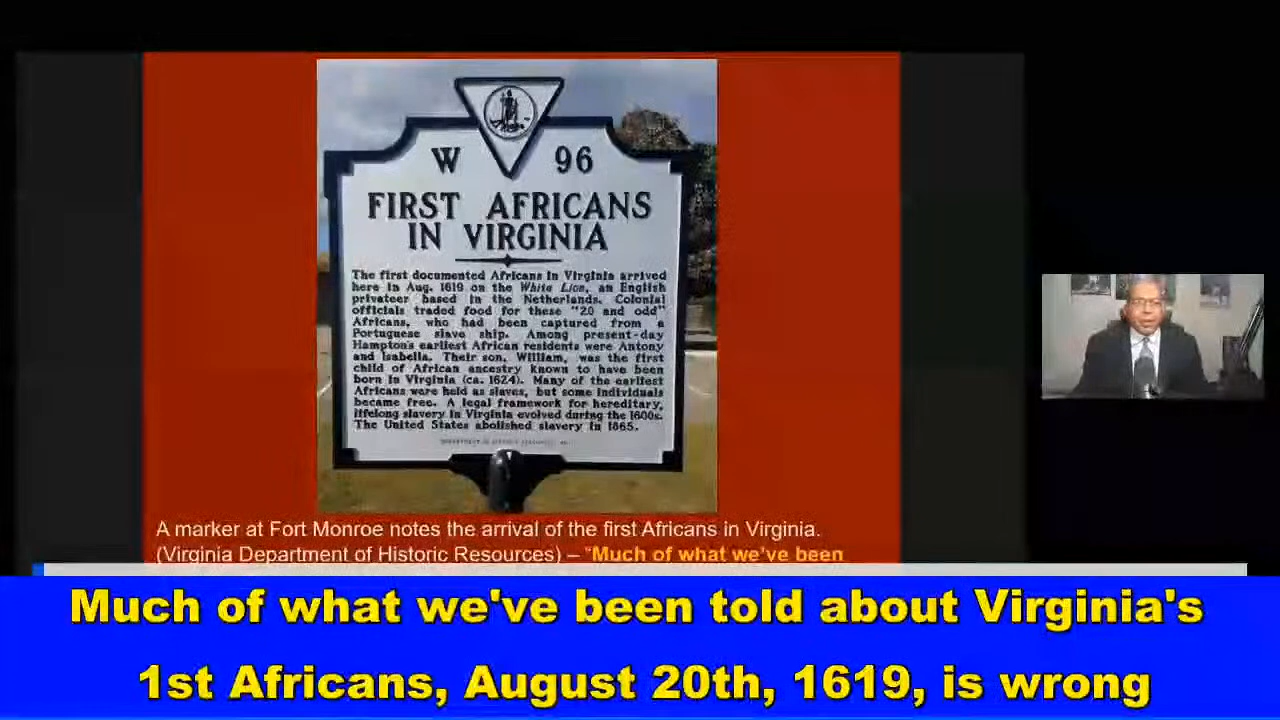 W 96
FIRST AFRICANS
IN VIRGINIA
The first documented Africans in Virginia arrived
here in Aug. 1619 on the White Lion, an English
privateer based in the Netherlands. Colonial
officials traded food for these "20 and odd"
Africans, who had been captured from a
Portuguese slave ship. Among present-day
Hampton's earliest African residents were Antony
and Isabella. Their son, William, was the first
child of African ancestry known to have been
born in Virginia (ca. 1624). Many of the earliest
Africans were held as slaves, but some individuals
became free. A legal framework for hereditary,
lifelong slavery in Virginia evolved during the 1600s.
The United States abolished slavery in 1865.
A marker at Fort Monroe notes the arrival of the first Africans in Virginia.
(Virginia Department of Historic Resources) – "Much of what we've been
Much of what we've been told about Virginia's
1st Africans, August 20th, 1619, is wrong